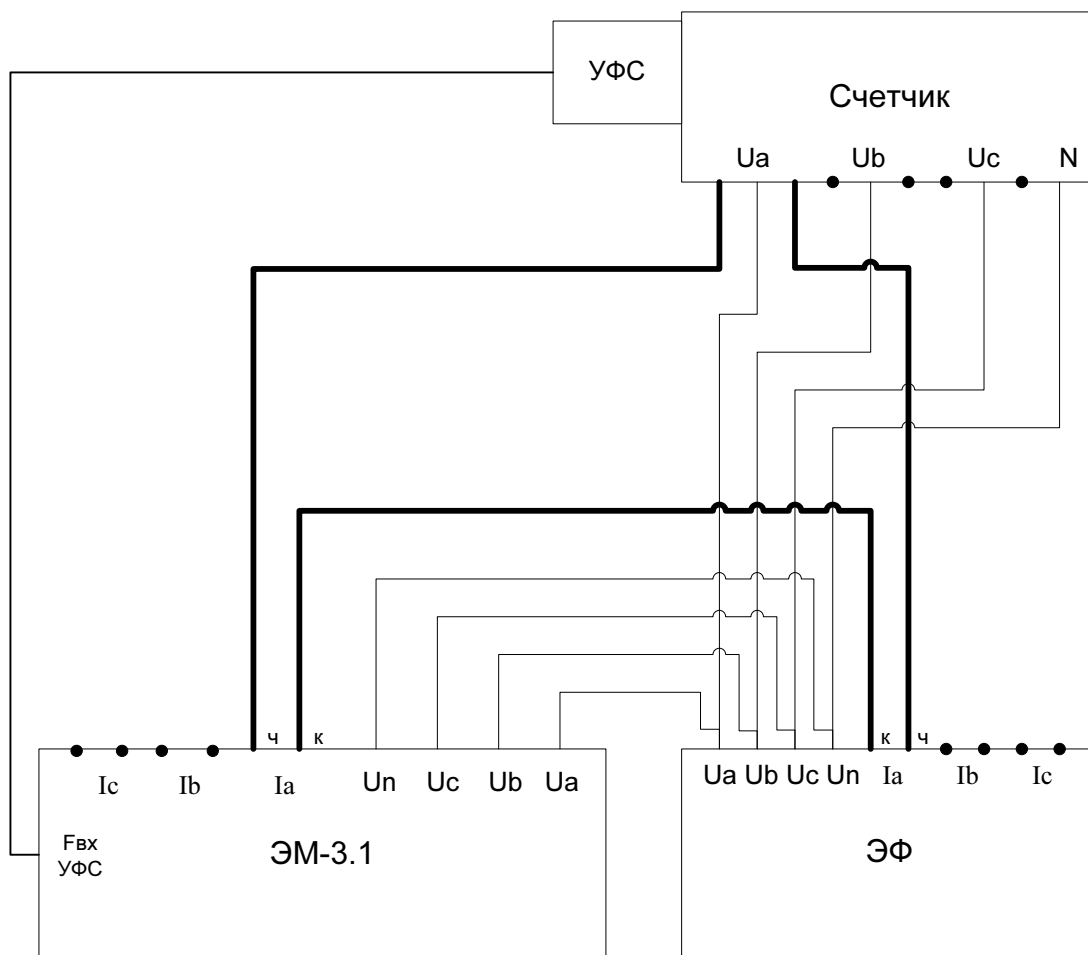 УФС
Счетчик
Ua Ub Uc N
ч к
к ч
Ic Ib Ia Un Uc Ub Ua
Ua Ub Uc Un Ia Ib Ic
Fвх
УФС
ЭМ-3.1
ЭФ